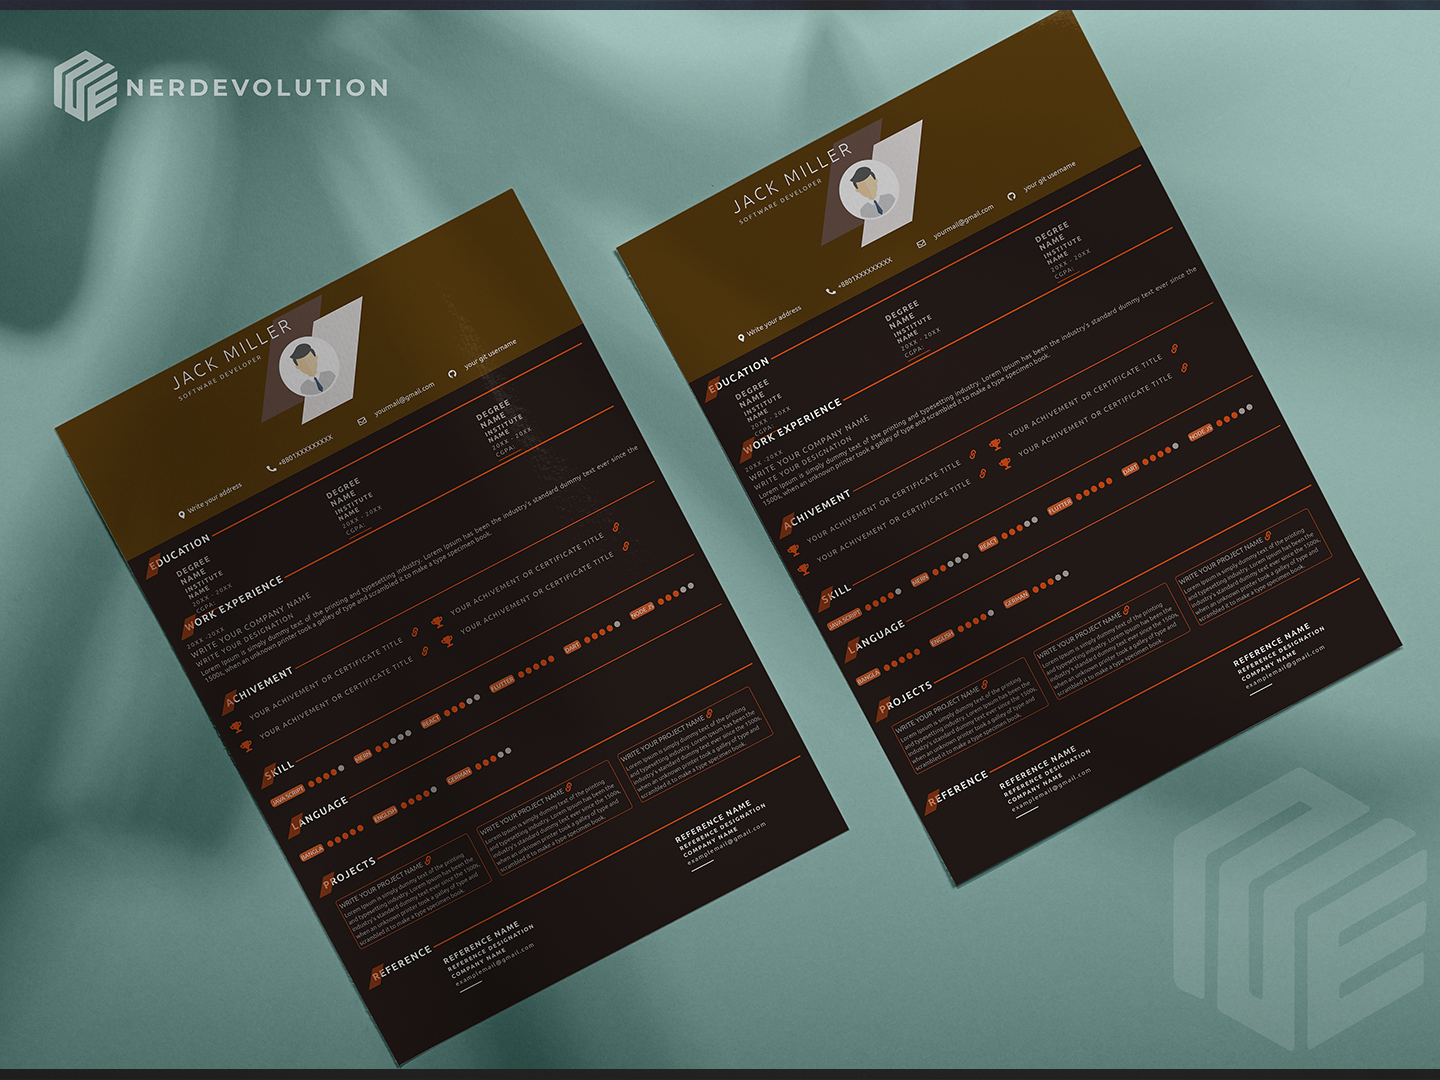 NERDEVOLUTION
JACK MILLER
SOFTWARE DEVELOPER
Write your address
+8801XXXXXXXXX
yourmail@gmail.com
your git username
EDUCATION
DEGREE
NAME
INSTITUTE
NAME
20XX - 20XX
CGPA:
DEGREE
NAME
INSTITUTE
NAME
20XX - 20XX
CGPA:
DEGREE
NAME
INSTITUTE
NAME
20XX - 20XX
CGPA:
WORK EXPERIENCE
20XX -20XX
WRITE YOUR COMPANY NAME
WRITE YOUR DESIGNATION
Lorem Ipsum is simply dummy text of the printing and typesetting industry. Lorem Ipsum has been the industry's standard dummy text ever since the
1500s, when an unknown printer took a galley of type and scrambled it to make a type specimen book.
ACHIVEMENT
YOUR ACHIVEMENT OR CERTIFICATE TITLE
YOUR ACHIVEMENT OR CERTIFICATE TITLE
YOUR ACHIVEMENT OR CERTIFICATE TITLE
YOUR ACHIVEMENT OR CERTIFICATE TITLE
SKILL
JAVA SCRIPT
MERN
REACT
FLUTTER
DART
NODE JS
LANGUAGE
BANGLA
ENGLISH
GERMAN
PROJECTS
WRITE YOUR PROJECT NAME
Lorem Ipsum is simply dummy text of the printing
and typesetting industry. Lorem Ipsum has been the
industry's standard dummy text ever since the 1500s,
when an unknown printer took a galley of type and
scrambled it to make a type specimen book.
WRITE YOUR PROJECT NAME
Lorem Ipsum is simply dummy text of the printing
and typesetting industry. Lorem Ipsum has been the
industry's standard dummy text ever since the 1500s,
when an unknown printer took a galley of type and
scrambled it to make a type specimen book.
WRITE YOUR PROJECT NAME
Lorem Ipsum is simply dummy text of the printing
and typesetting industry. Lorem Ipsum has been the
industry's standard dummy text ever since the 1500s,
when an unknown printer took a galley of type and
scrambled it to make a type specimen book.
REFERENCE
REFERENCE NAME
REFERENCE DESIGNATION
COMPANY NAME
examplemail@gmail.com
REFERENCE NAME
REFERENCE DESIGNATION
COMPANY NAME
examplemail@gmail.com
JACK MILLER
SOFTWARE DEVELOPER
Write your address
+8801XXXXXXXXX
yourmail@gmail.com
your git username
EDUCATION
DEGREE
NAME
INSTITUTE
NAME
20XX - 20XX
CGPA:
DEGREE
NAME
INSTITUTE
NAME
20XX - 20XX
CGPA:
DEGREE
NAME
INSTITUTE
NAME
20XX - 20XX
CGPA:
WORK EXPERIENCE
20XX -20XX
WRITE YOUR COMPANY NAME
WRITE YOUR DESIGNATION
Lorem Ipsum is simply dummy text of the printing and typesetting industry. Lorem Ipsum has been the industry's standard dummy text ever since the
1500s, when an unknown printer took a galley of type and scrambled it to make a type specimen book.
ACHIVEMENT
YOUR ACHIVEMENT OR CERTIFICATE TITLE
YOUR ACHIVEMENT OR CERTIFICATE TITLE
YOUR ACHIVEMENT OR CERTIFICATE TITLE
YOUR ACHIVEMENT OR CERTIFICATE TITLE
SKILL
JAVA SCRIPT
MERN
REACT
FLUTTER
DART
NODE JS
LANGUAGE
BANGLA
ENGLISH
GERMAN
PROJECTS
WRITE YOUR PROJECT NAME
Lorem Ipsum is simply dummy text of the printing
and typesetting industry. Lorem Ipsum has been the
industry's standard dummy text ever since the 1500s,
when an unknown printer took a galley of type and
scrambled it to make a type specimen book.
WRITE YOUR PROJECT NAME
Lorem Ipsum is simply dummy text of the printing
and typesetting industry. Lorem Ipsum has been the
industry's standard dummy text ever since the 1500s,
when an unknown printer took a galley of type and
scrambled it to make a type specimen book.
WRITE YOUR PROJECT NAME
Lorem Ipsum is simply dummy text of the printing
and typesetting industry. Lorem Ipsum has been the
industry's standard dummy text ever since the 1500s,
when an unknown printer took a galley of type and
scrambled it to make a type specimen book.
REFERENCE
REFERENCE NAME
REFERENCE DESIGNATION
COMPANY NAME
examplemail@gmail.com
REFERENCE NAME
REFERENCE DESIGNATION
COMPANY NAME
examplemail@gmail.com